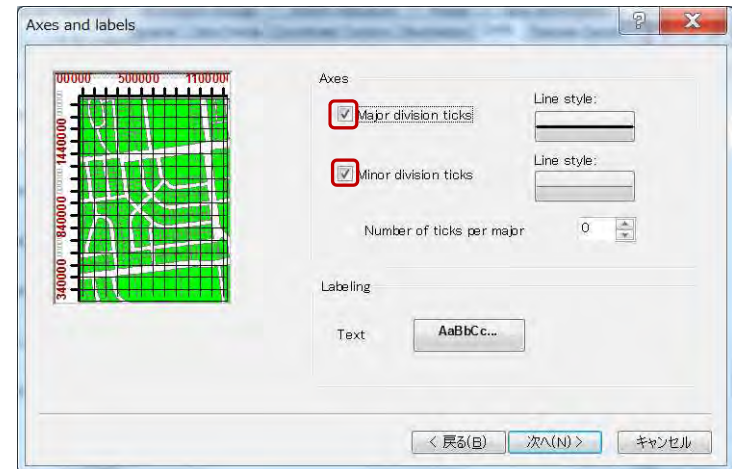 Axes and labels
?
X
00000 500000 110000
1440000
840000
340000
Axes
Major division ticks
Line style:
Minor division ticks
Line style:
Number of ticks per major 0
Labeling
Text AaBbCc...
< 戻る(B) 次へ(N) > キャンセル